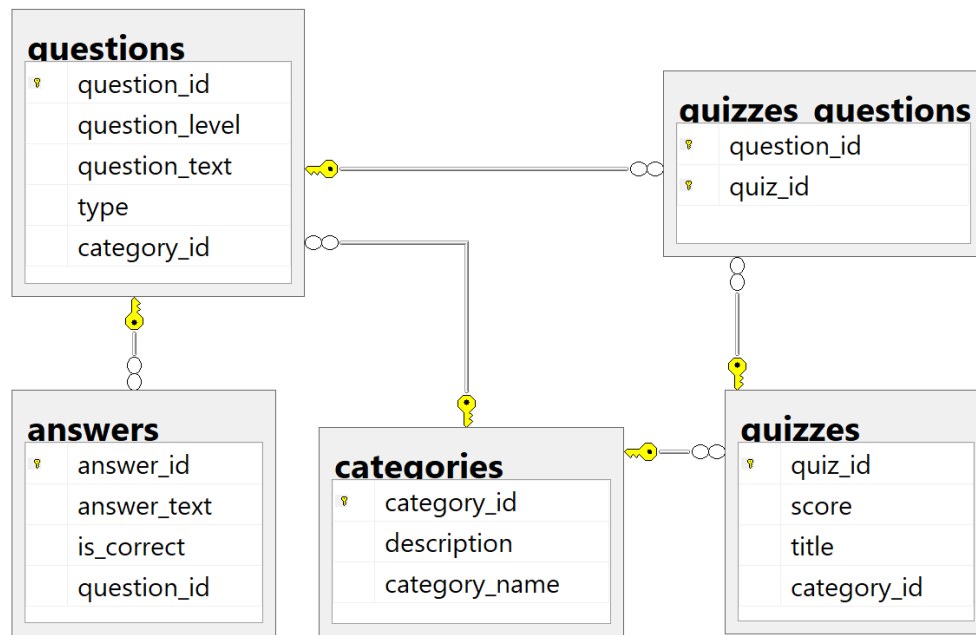 questions
question_id
question_level
question_text
type
category_id
quizzes_questions
question_id
quiz_id
answers
answer_id
answer_text
is_correct
question_id
categories
category_id
description
category_name
quizzes
quiz_id
score
title
category_id